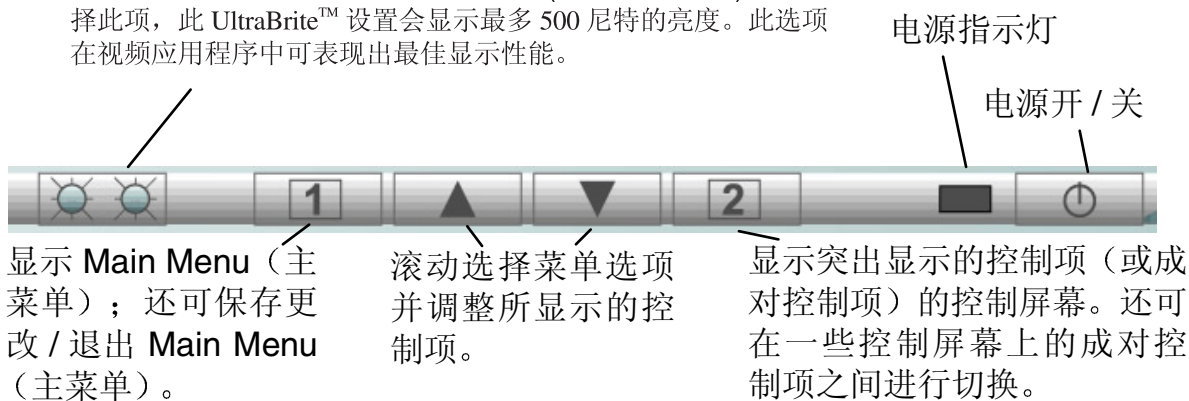 择此项，此 UltraBrite™ 设置会显示最多 500 尼特的亮度。此选项
在视频应用程序中可表现出最佳显示性能。
电源指示灯
电源开 / 关
1
2
显示 Main Menu（主
菜单）；还可保存更
改 / 退出 Main Menu
（主菜单）。
滚动选择菜单选项
并调整所显示的控
制项。
显示突出显示的控制项（或成
对控制项）的控制屏幕。还可
在一些控制屏幕上的成对控
制项之间进行切换。